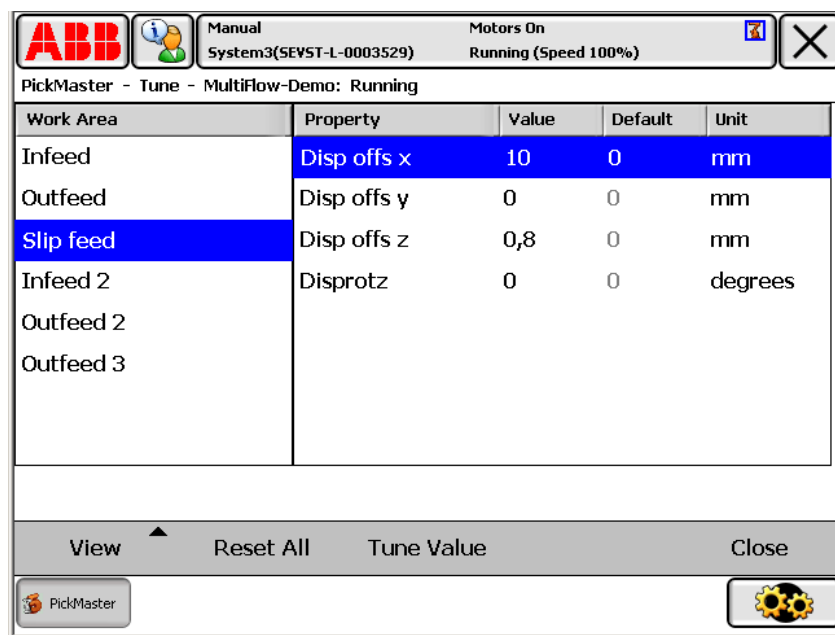 ABB Manual Motors On
System3(SEVST-L-0003529) Running (Speed 100%)
PickMaster - Tune - MultiFlow-Demo: Running
Work Area Property Value Default Unit
Infeed Disp offs x 10 0 mm
Outfeed Disp offs y 0 0 mm
Slip feed Disp offs z 0,8 0 mm
Infeed 2 Disprotz 0 0 degrees
Outfeed 2
Outfeed 3
View Reset All Tune Value Close
PickMaster